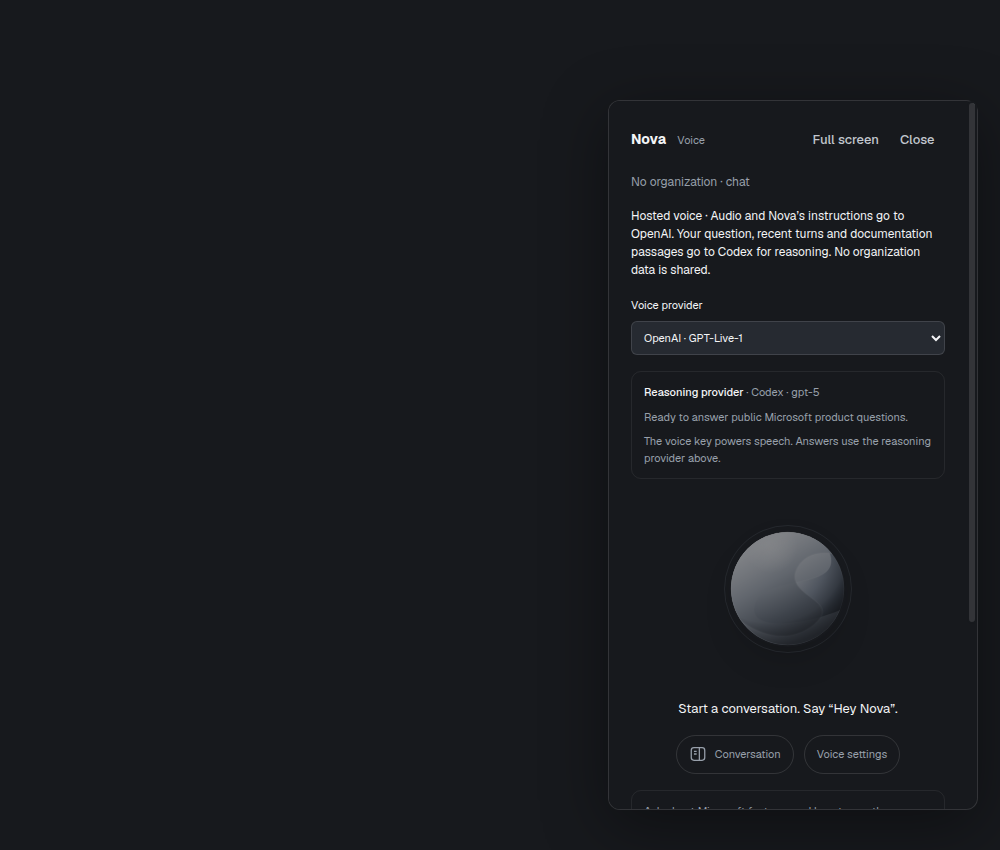 Nova Voice Full screen Close
No organization · chat
Hosted voice · Audio and Nova's instructions go to
OpenAI. Your question, recent turns and documentation
passages go to Codex for reasoning. No organization
data is shared.
Voice provider
OpenAI · GPT-Live-1
Reasoning provider · Codex · gpt-5
Ready to answer public Microsoft product questions.
The voice key powers speech. Answers use the reasoning
provider above.
Start a conversation. Say “Hey Nova”.
Conversation Voice settings